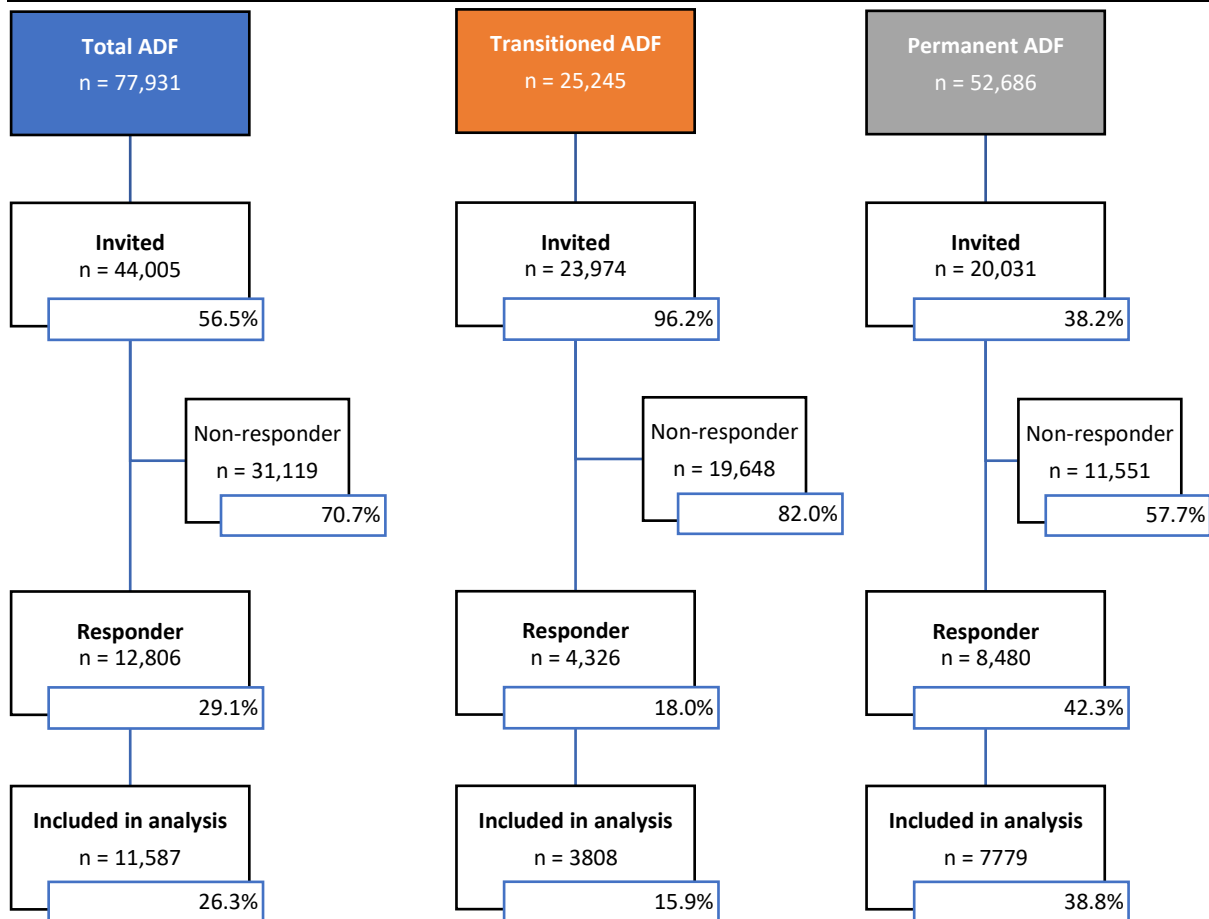 Total ADF
n = 77,931
Transitioned ADF
n = 25,245
Permanent ADF
n = 52,686
Invited
n = 44,005
56.5%
Invited
n = 23,974
96.2%
Invited
n = 20,031
38.2%
Non-responder
n = 31,119
70.7%
Non-responder
n = 19,648
82.0%
Non-responder
n = 11,551
57.7%
Responder
n = 12,806
29.1%
Responder
n = 4,326
18.0%
Responder
n = 8,480
42.3%
Included in analysis
n = 11,587
26.3%
Included in analysis
n = 3808
15.9%
Included in analysis
n = 7779
38.8%